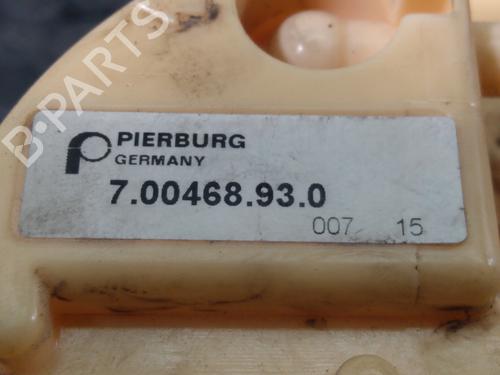 B-PARTS
PIERBURG
GERMANY
7.00468.93.0
007 15